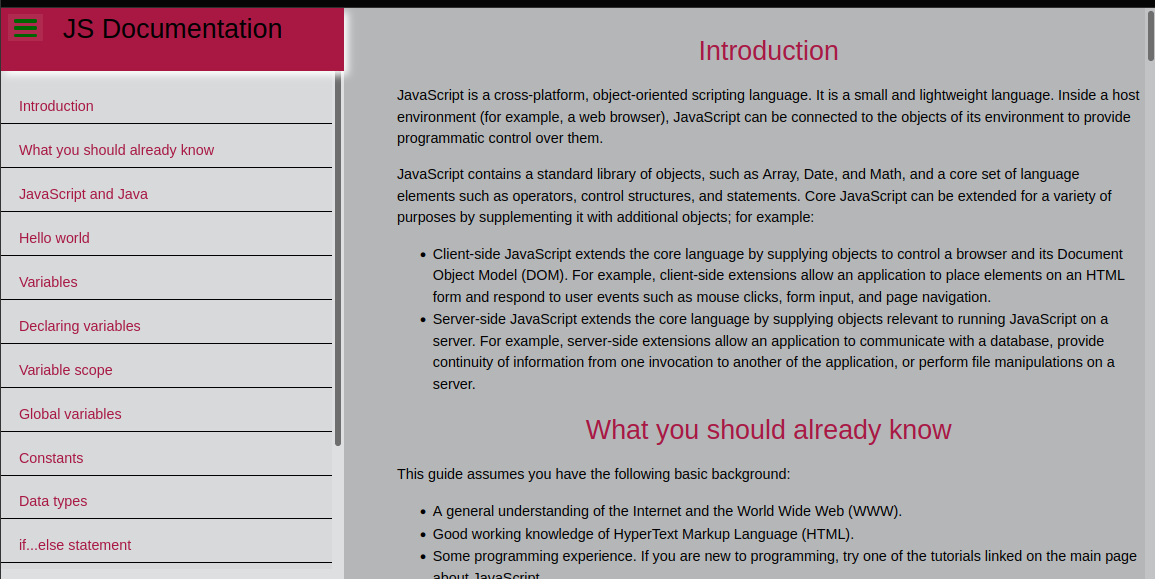 JS Documentation
Introduction
What you should already know
JavaScript and Java
Hello world
Variables
Declaring variables
Variable scope
Global variables
Constants
Data types
if...else statement
Introduction
JavaScript is a cross-platform, object-oriented scripting language. It is a small and lightweight language. Inside a host
environment (for example, a web browser), JavaScript can be connected to the objects of its environment to provide
programmatic control over them.
JavaScript contains a standard library of objects, such as Array, Date, and Math, and a core set of language
elements such as operators, control structures, and statements. Core JavaScript can be extended for a variety of
purposes by supplementing it with additional objects; for example:
• Client-side JavaScript extends the core language by supplying objects to control a browser and its Document
Object Model (DOM). For example, client-side extensions allow an application to place elements on an HTML
form and respond to user events such as mouse clicks, form input, and page navigation.
• Server-side JavaScript extends the core language by supplying objects relevant to running JavaScript on a
server. For example, server-side extensions allow an application to communicate with a database, provide
continuity of information from one invocation to another of the application, or perform file manipulations on a
server.
What you should already know
This guide assumes you have the following basic background:
• A general understanding of the Internet and the World Wide Web (WWW).
• Good working knowledge of HyperText Markup Language (HTML).
• Some programming experience. If you are new to programming, try one of the tutorials linked on the main page
about JavaScript.